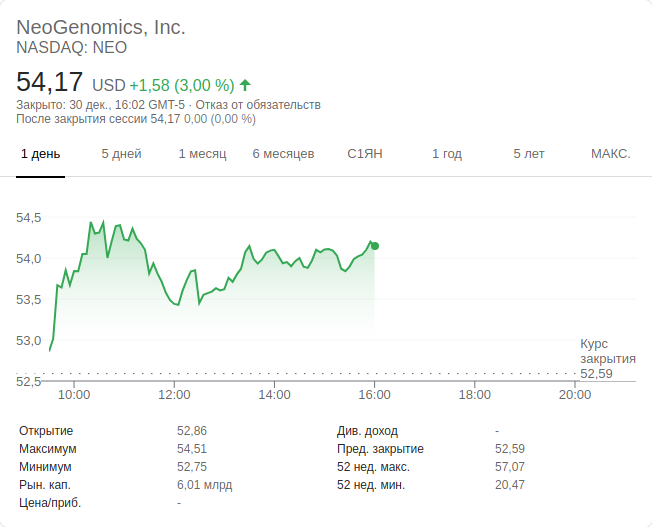 NeoGenomics, Inc.
NASDAQ: NEO
54,17 USD +1,58 (3,00 %)
Закрыто: 30 дек., 16:02 GMT-5 · Отказ от обязательств
После закрытия сессии 54,17 0,00 (0,00 %)
1 день 5 дней 1 месяц 6 месяцев С1ЯН 1 год 5 лет МАКС.
54,5
54,0
53,5
53,0
52,5
Курс
закрытия
52,59
10:00 12:00 14:00 16:00 18:00 20:00
Открытие 52,86 Див. доход -
Максимум 54,51 Пред. закрытие 52,59
Минимум 52,75 52 нед. макс. 57,07
Рын. кап. 6,01 млрд 52 нед. мин. 20,47
Цена/приб. -